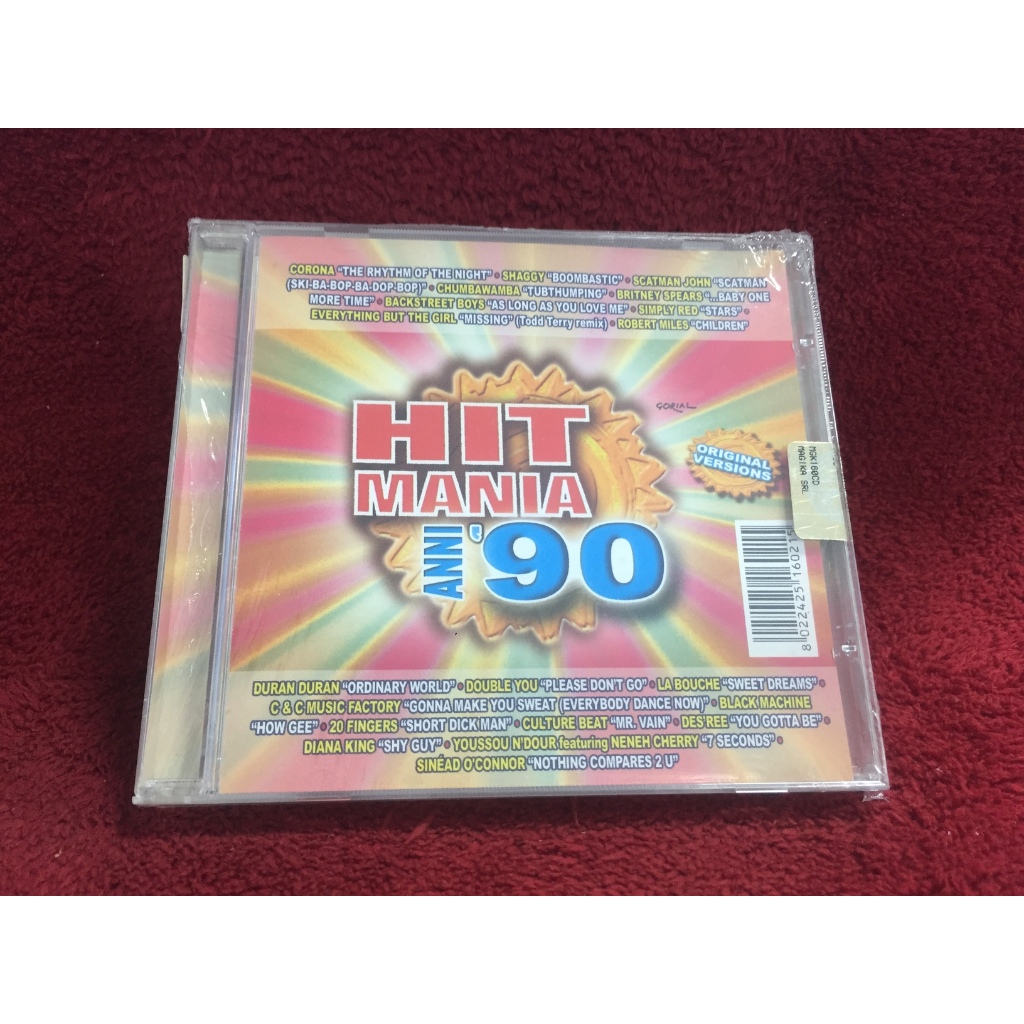 CORONA "THE RHYTHM OF THE NIGHT" • SHAGGY "BOOMBASTIC" • SCATMAN JOHN "SCATMAN
(SKI-BA-BOP-BA-DOP-BOP)" • CHUMBAWAMBA "TUBTHUMPING" • BRITNEY SPEARS "...BABY ONE
MORE TIME" • BACKSTREET BOYS "AS LONG AS YOU LOVE ME" • SIMPLY RED "STARS" •
EVERYTHING BUT THE GIRL "MISSING" (Todd Terry remix) • ROBERT MILES "CHILDREN"
GORIAL
HIT
MANIA
ANNI '90
ORIGINAL
VERSIONS
MGK160CD
MAGIKA SRL
8 022425 16021
DURAN DURAN "ORDINARY WORLD" • DOUBLE YOU "PLEASE DON'T GO" • LA BOUCHE "SWEET DREAMS" •
C & C MUSIC FACTORY "GONNA MAKE YOU SWEAT (EVERYBODY DANCE NOW)" • BLACK MACHINE
"HOW GEE" • 20 FINGERS "SHORT DICK MAN" • CULTURE BEAT "MR. VAIN" • DES'REE "YOU GOTTA BE" •
DIANA KING "SHY GUY" • YOUSSOU N'DOUR featuring NENEH CHERRY "7 SECONDS" •
SINÉAD O'CONNOR "NOTHING COMPARES 2 U"